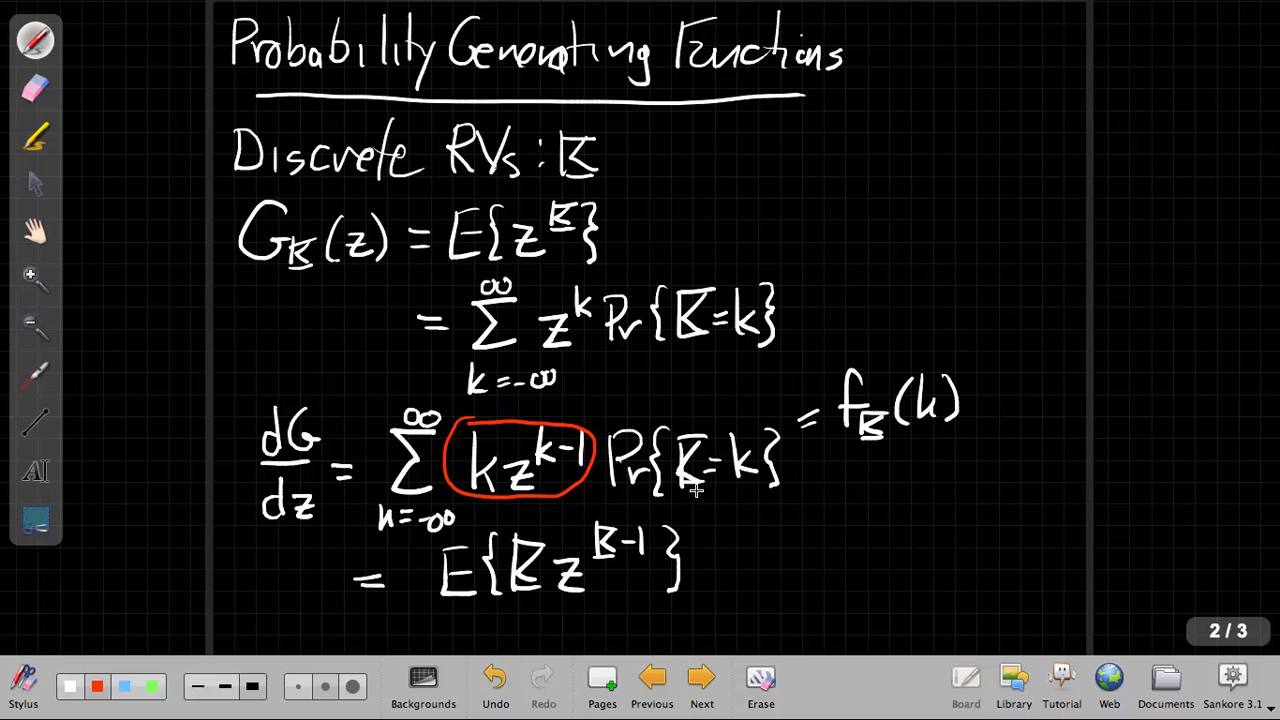 Probability Generating Functions
Discrete RVs : K
G_K(z) = E{z^K}
= ∑_{k=-∞}^{∞} z^k Pr{K=k}
dG/dz = ∑_{k=-∞}^{∞} k z^{k-1} Pr{K=k} = f_K(k)
= E{K z^{K-1}}
2 / 3
Stylus
Backgrounds
Undo
Redo
Pages
Previous
Next
Erase
Board
Library
Tutorial
Web
Documents
Sankore 3.1